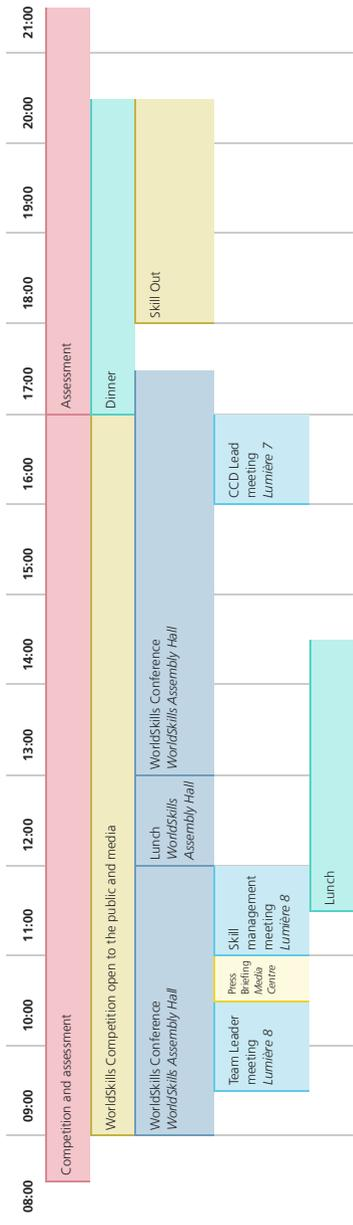 08:00 09:00 10:00 11:00 12:00 13:00 14:00 15:00 16:00 17:00 18:00 19:00 20:00 21:00
Competition and assessment
Assessment
WorldSkills Competition open to the public and media
Dinner
WorldSkills Conference
WorldSkills Assembly Hall
Lunch
WorldSkills
Assembly Hall
WorldSkills Conference
WorldSkills Assembly Hall
Skill Out
Team Leader
meeting
Lumière 8
Press
Briefing
Media
Centre
Skill
management
meeting
Lumière 8
CCD Lead
meeting
Lumière 7
Lunch